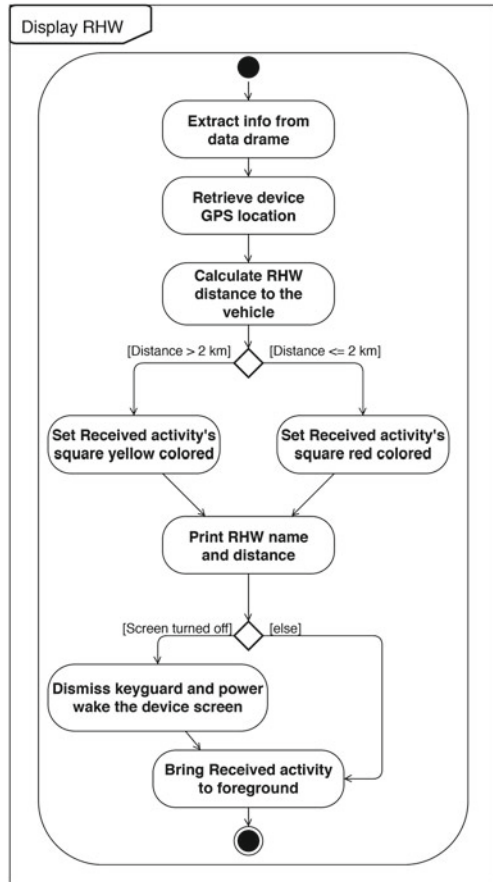 Display RHW
Extract info from
data drame
Retrieve device
GPS location
Calculate RHW
distance to the
vehicle
[Distance > 2 km]
[Distance <= 2 km]
Set Received activity's
square yellow colored
Set Received activity's
square red colored
Print RHW name
and distance
[Screen turned off]
[else]
Dismiss keyguard and power
wake the device screen
Bring Received activity
to foreground